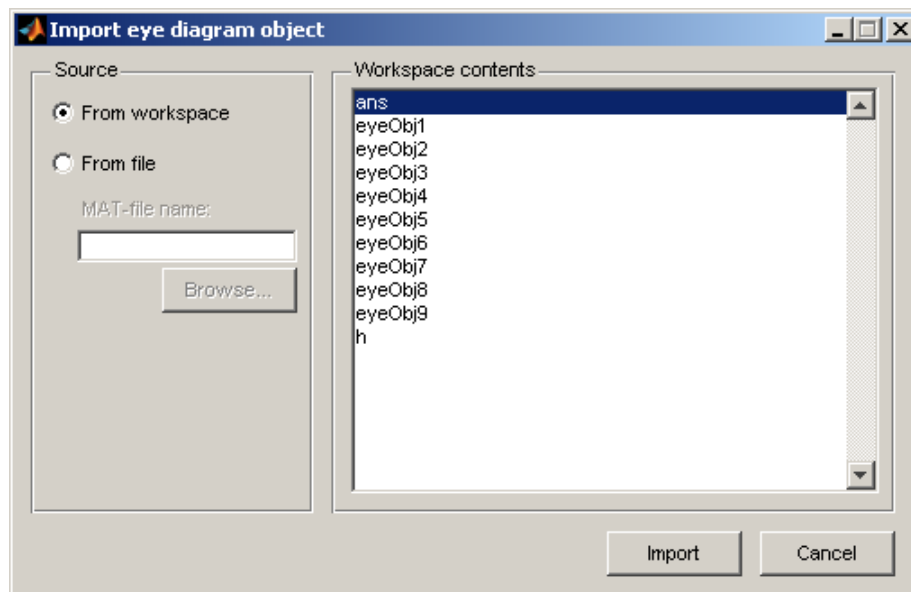 Import eye diagram object
Source
From workspace
From file
MAT-file name:
Browse...
Workspace contents
ans
eyeObj1
eyeObj2
eyeObj3
eyeObj4
eyeObj5
eyeObj6
eyeObj7
eyeObj8
eyeObj9
h
Import
Cancel